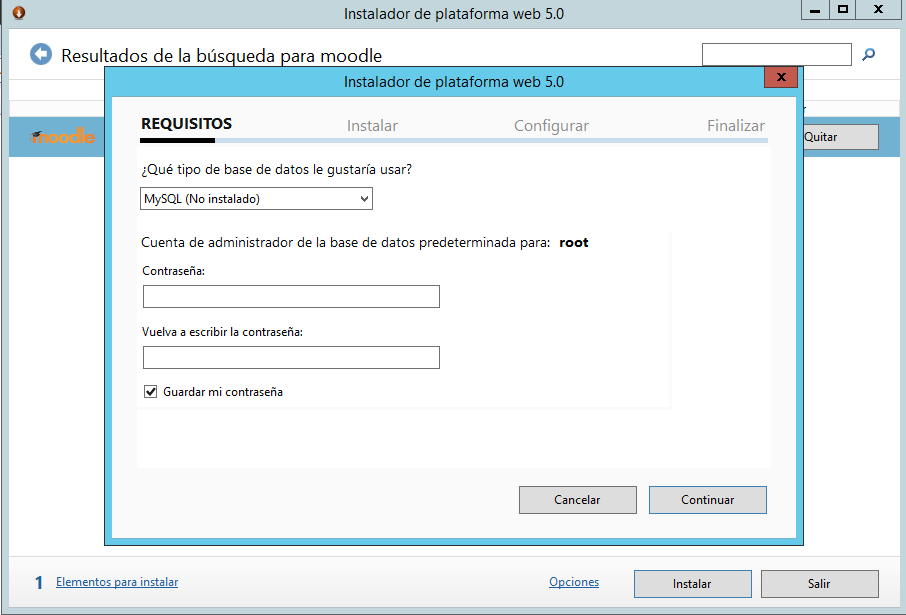 Instalador de plataforma web 5.0
Resultados de la búsqueda para moodle
Instalador de plataforma web 5.0
x
REQUISITOS
Instalar
Configurar
Finalizar
moodle
Quitar
¿Qué tipo de base de datos le gustaría usar?
MySQL (No instalado)
Cuenta de administrador de la base de datos predeterminada para: root
Contraseña:
Vuelva a escribir la contraseña:
Guardar mi contraseña
Cancelar
Continuar
1 Elementos para instalar
Opciones
Instalar
Salir